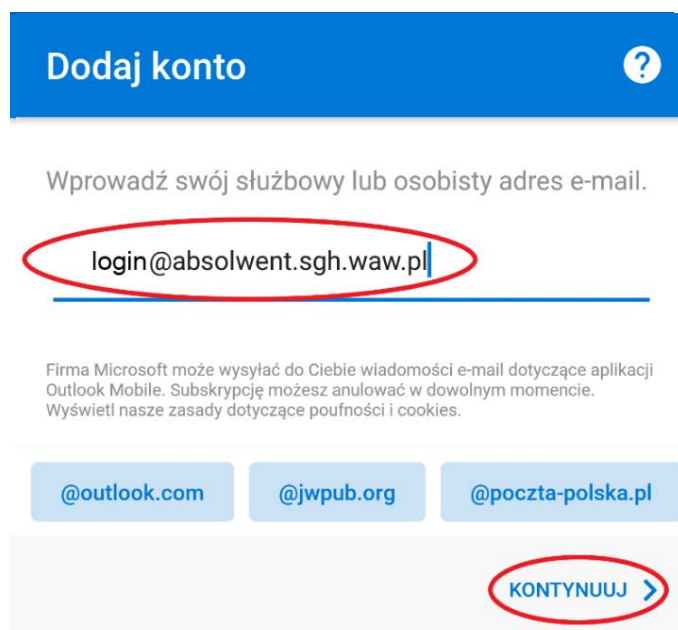 Dodaj konto
?
Wprowadź swój służbowy lub osobisty adres e-mail.
login@absolwent.sgh.waw.pl
Firma Microsoft może wysyłać do Ciebie wiadomości e-mail dotyczące aplikacji
Outlook Mobile. Subskrypcję możesz anulować w dowolnym momencie.
Wyświetl nasze zasady dotyczące poufności i cookies.
@outlook.com @jwpub.org @poczta-polska.pl
KONTYNUUJ